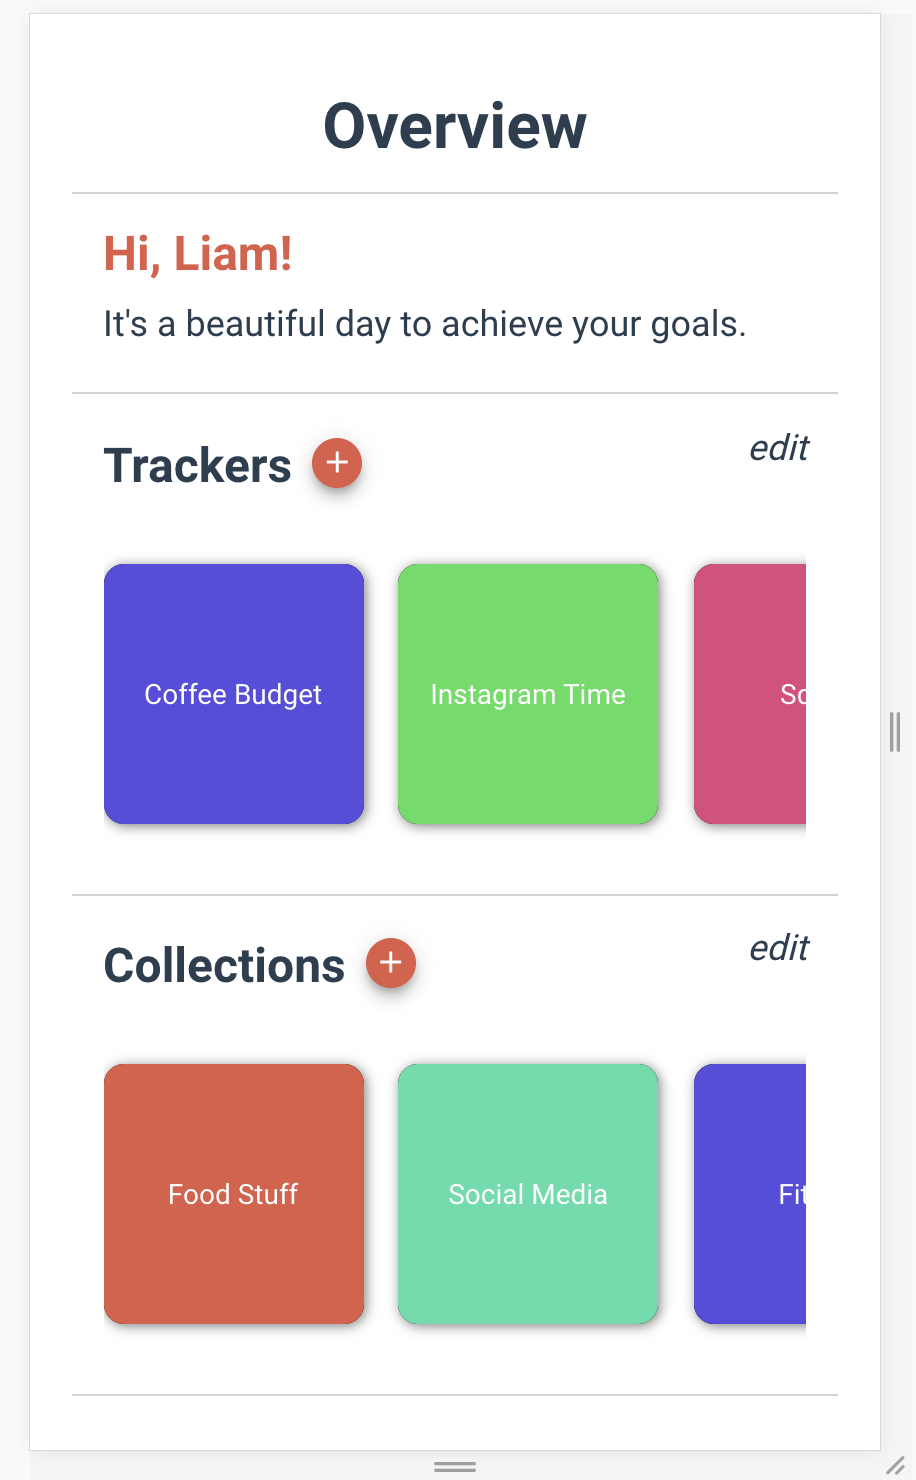 Overview
Hi, Liam!
It's a beautiful day to achieve your goals.
Trackers +
edit
Coffee Budget
Instagram Time
Collections +
edit
Food Stuff
Social Media
Fit